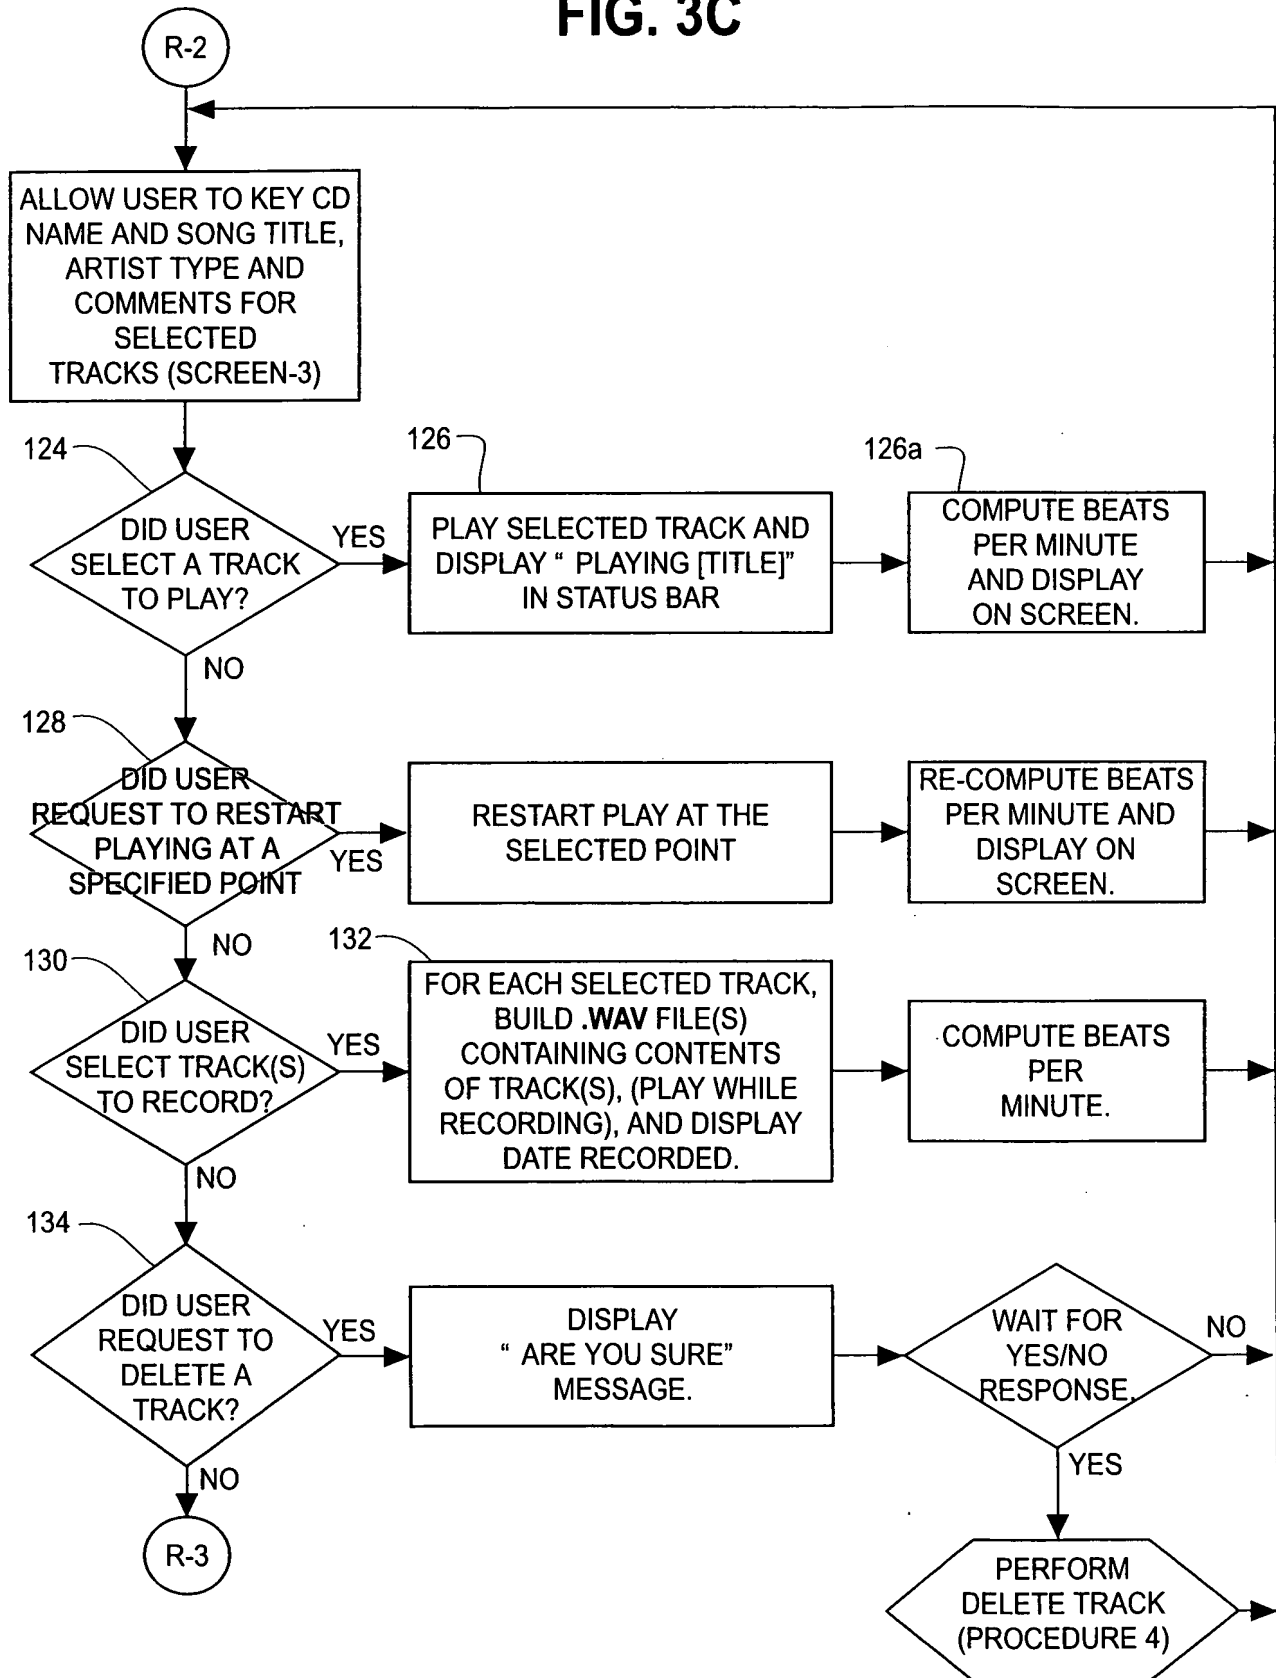 FIG. 3C
R-2
ALLOW USER TO KEY CD
NAME AND SONG TITLE,
ARTIST TYPE AND
COMMENTS FOR
SELECTED
TRACKS (SCREEN-3)
124
DID USER
SELECT A TRACK
TO PLAY?
YES
NO
126
PLAY SELECTED TRACK AND
DISPLAY “ PLAYING [TITLE]”
IN STATUS BAR
126a
COMPUTE BEATS
PER MINUTE
AND DISPLAY
ON SCREEN.
128
DID USER
REQUEST TO RESTART
PLAYING AT A
SPECIFIED POINT
YES
NO
RESTART PLAY AT THE
SELECTED POINT
RE-COMPUTE BEATS
PER MINUTE AND
DISPLAY ON
SCREEN.
130
DID USER
SELECT TRACK(S)
TO RECORD?
YES
NO
132
FOR EACH SELECTED TRACK,
BUILD .WAV FILE(S)
CONTAINING CONTENTS
OF TRACK(S), (PLAY WHILE
RECORDING), AND DISPLAY
DATE RECORDED.
COMPUTE BEATS
PER
MINUTE.
134
DID USER
REQUEST TO
DELETE A
TRACK?
YES
NO
DISPLAY
“ ARE YOU SURE”
MESSAGE.
WAIT FOR
YES/NO
RESPONSE.
NO
YES
R-3
PERFORM
DELETE TRACK
(PROCEDURE 4)